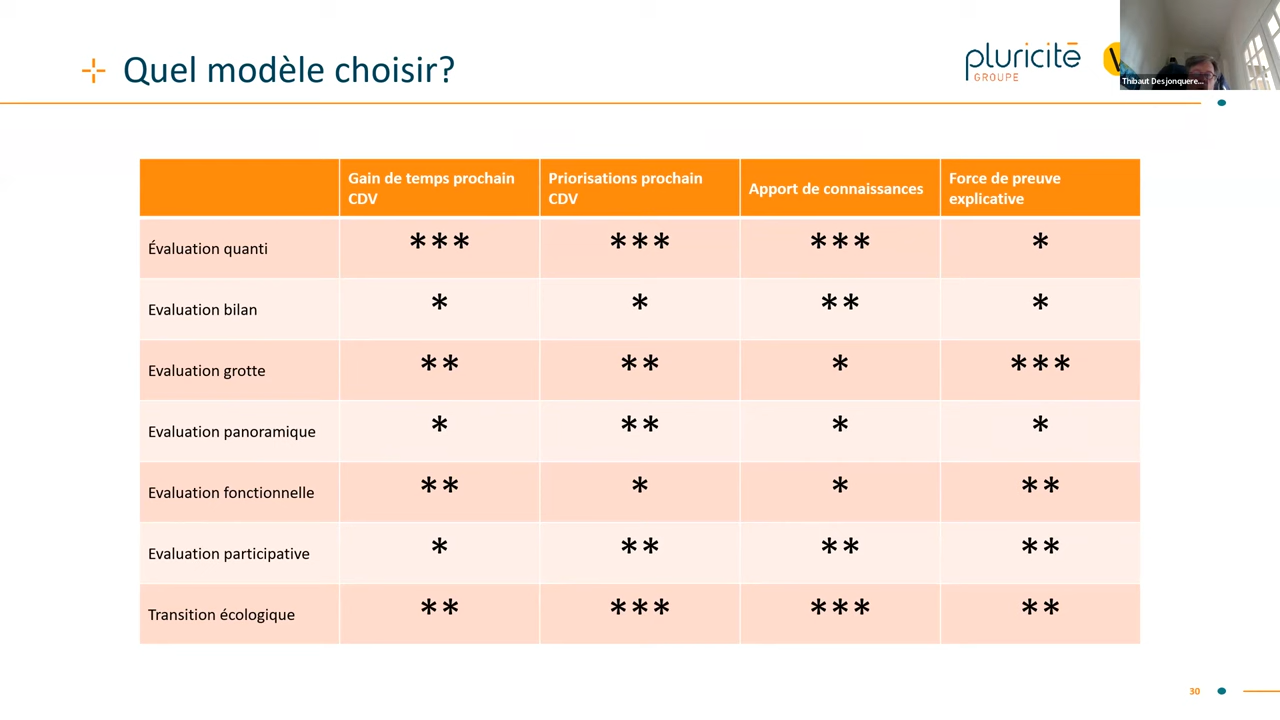 Quel modèle choisir?
pluricité
GROUPE
Thibaut Desjonquere...
Gain de temps prochain CDV
Priorisations prochain CDV
Apport de connaissances
Force de preuve explicative
Évaluation quanti *** *** *** *
Evaluation bilan * * ** *
Evaluation grotte ** ** * ***
Evaluation panoramique * ** * *
Evaluation fonctionnelle ** * * **
Evaluation participative * ** ** **
Transition écologique ** *** *** **
30